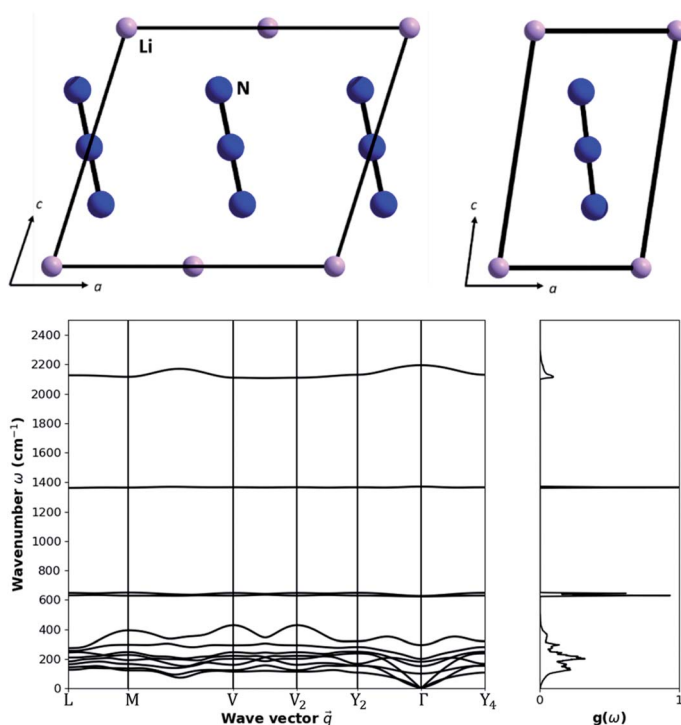 Li
N
c
a
c
a
2400
2200
2000
1800
1600
1400
1200
1000
800
600
400
200
0
Wavenumber ω (cm⁻¹)
L M V V₂ Y₂ Γ Y₄
Wave vector q⃗
0 1
g(ω)